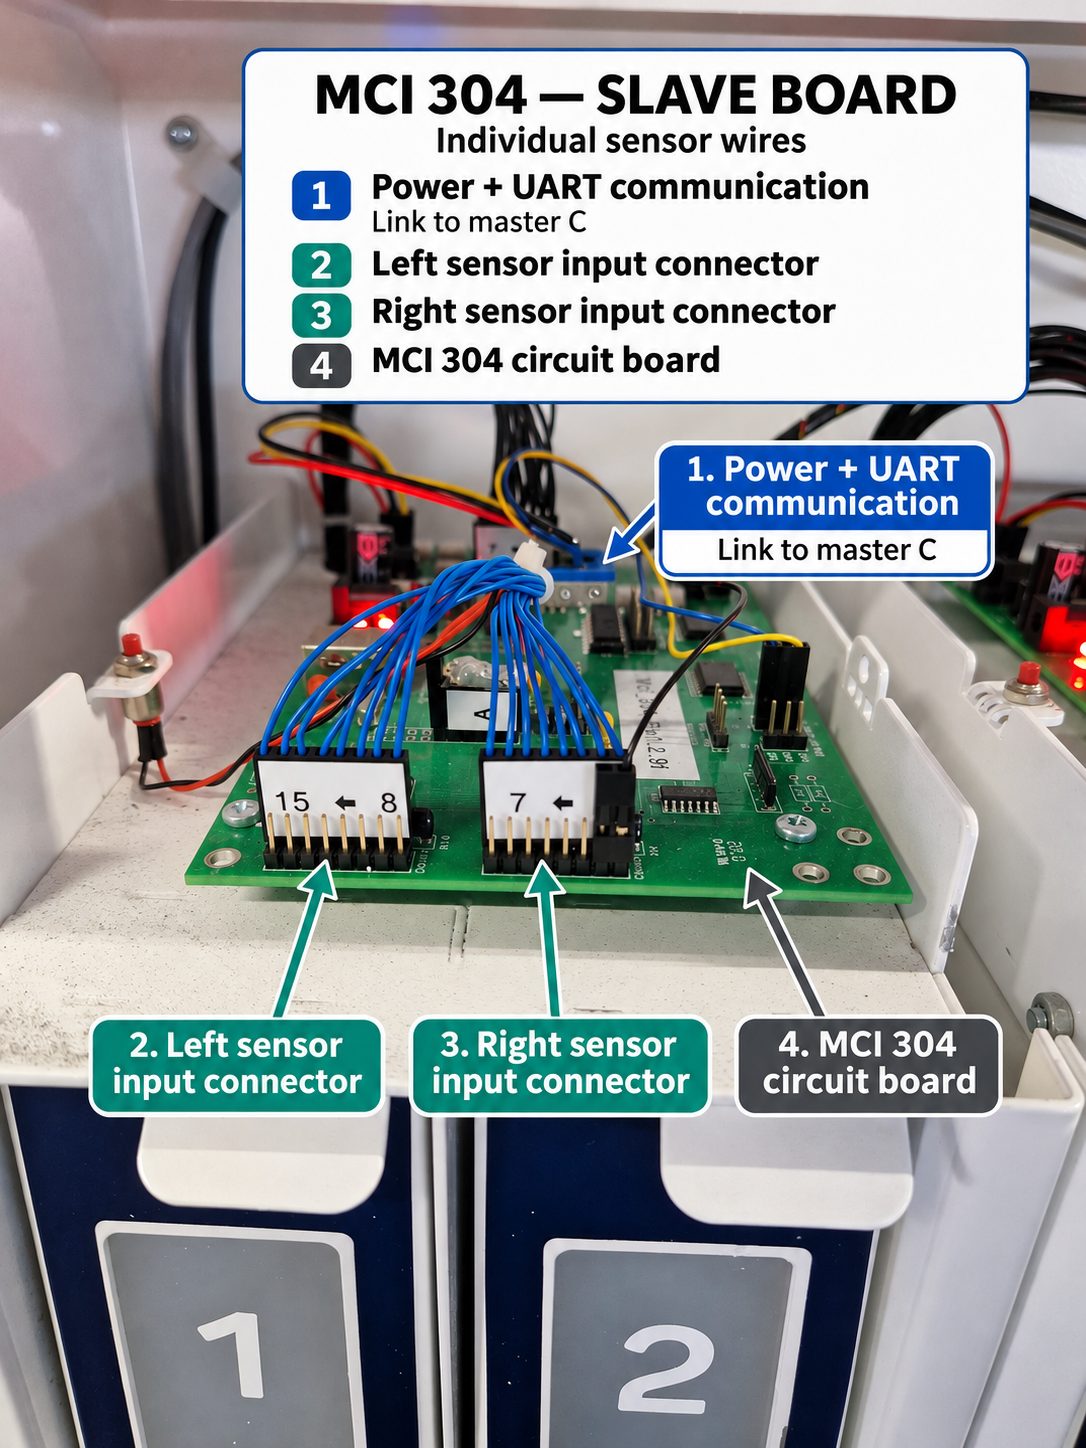 MCI 304 — SLAVE BOARD
Individual sensor wires
1 Power + UART communication
Link to master C
2 Left sensor input connector
3 Right sensor input connector
4 MCI 304 circuit board
1. Power + UART
communication
Link to master C
A
15 ← 8
7 ←
2. Left sensor
input connector
3. Right sensor
input connector
4. MCI 304
circuit board
1
2